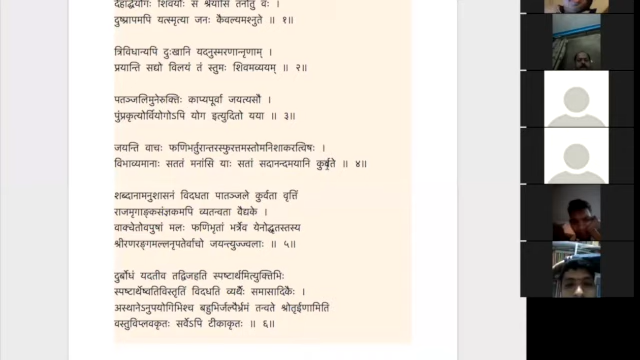 देहार्द्धयोगः शिवयोः स श्रेयांसि तनोतु वः ।
दुष्प्रापमपि यत्स्मृत्या जनः कैवल्यमश्नुते ॥ १॥
त्रिविधान्यपि दुःखानि यदनुस्मरणान्नृणाम् ।
प्रयान्ति सद्यो विलयं तं स्तुमः शिवमव्ययम् ॥ २॥
पतञ्जलिमुनेरुक्तिः काप्यपूर्वा जयत्यसौ ।
पुंप्रकृत्योर्वियोगोऽपि योग इत्युदितो यया ॥ ३॥
जयन्ति वाचः फणिभर्तुरान्तरस्फुरत्तमस्तोमनिशाकरत्विषः ।
विभाव्यमानाः सततं मनांसि याः सतां सदानन्दमयानि कुर्वते ॥ ४॥
शब्दानामनुशासनं विदधता पातञ्जले कुर्वता वृत्तिं
राजमृगाङ्कसंज्ञकमपि व्यतन्वता वैद्यके ।
वाक्चेतोवपुषां मलः फणिभृतां भर्त्रेव येनोद्धृतस्तस्य
श्रीरणरङ्गमल्लनृपतेर्वाचो जयन्त्युज्ज्वलाः ॥ ५॥
दुर्बोधं यदतीव तद्विजहति स्पष्टार्थमित्युक्तिभिः
स्पष्टार्थेष्वतिविस्तृतिं विदधति व्यर्थैः समासादिकैः ।
अस्थानेऽनुपयोगिभिश्च बहुभिर्जल्पैर्भ्रमं तन्वते श्रोतॄणामिति
वस्तुविप्लवकृतः सर्वेऽपि टीकाकृतः ॥ ६॥